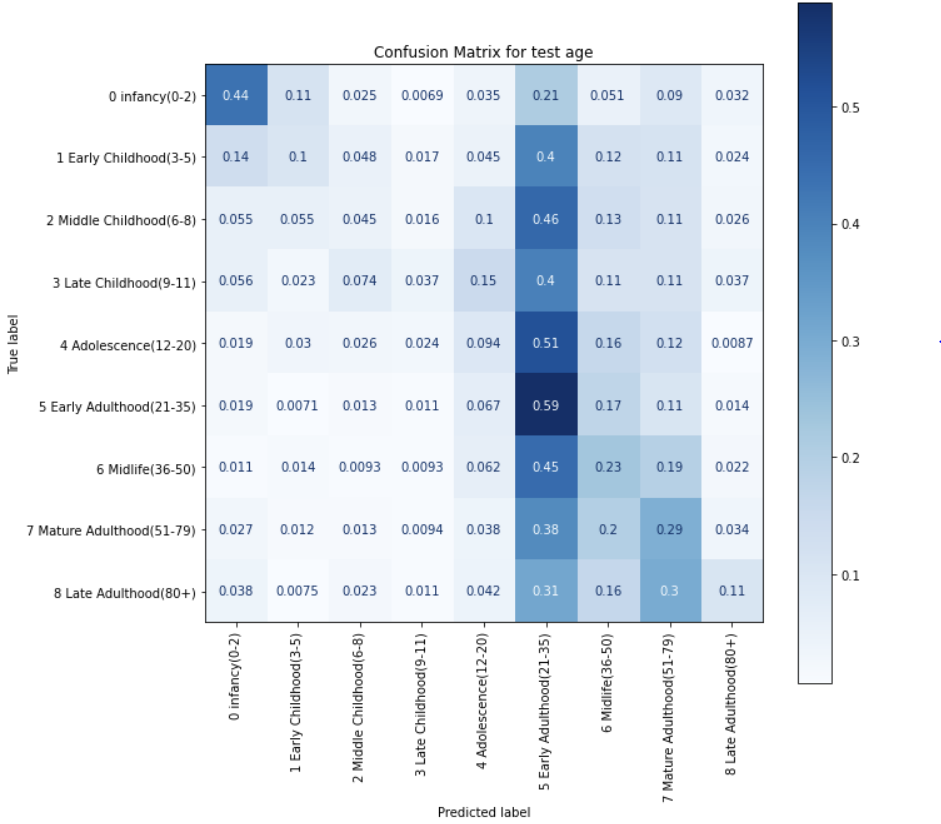 Confusion Matrix for test age
0 infancy(0-2) 0.44 0.11 0.025 0.0069 0.035 0.21 0.051 0.09 0.032
1 Early Childhood(3-5) 0.14 0.1 0.048 0.017 0.045 0.4 0.12 0.11 0.024
2 Middle Childhood(6-8) 0.055 0.055 0.045 0.016 0.1 0.46 0.13 0.11 0.026
3 Late Childhood(9-11) 0.056 0.023 0.074 0.037 0.15 0.4 0.11 0.11 0.037
4 Adolescence(12-20) 0.019 0.03 0.026 0.024 0.094 0.51 0.16 0.12 0.0087
5 Early Adulthood(21-35) 0.019 0.0071 0.013 0.011 0.067 0.59 0.17 0.11 0.014
6 Midlife(36-50) 0.011 0.014 0.0093 0.0093 0.062 0.45 0.23 0.19 0.022
7 Mature Adulthood(51-79) 0.027 0.012 0.013 0.0094 0.038 0.38 0.2 0.29 0.034
8 Late Adulthood(80+) 0.038 0.0075 0.023 0.011 0.042 0.31 0.16 0.3 0.11
True label
0 infancy(0-2)
1 Early Childhood(3-5)
2 Middle Childhood(6-8)
3 Late Childhood(9-11)
4 Adolescence(12-20)
5 Early Adulthood(21-35)
6 Midlife(36-50)
7 Mature Adulthood(51-79)
8 Late Adulthood(80+)
Predicted label
0.5
0.4
0.3
0.2
0.1